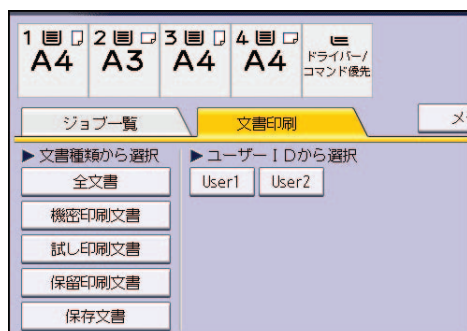 1 2 3 4
A4 A3 A4 A4 ドライバー/
コマンド優先
ジョブ一覧 文書印刷
▶文書種類から選択 ▶ユーザーIDから選択
全文書 User1 User2
機密印刷文書
試し印刷文書
保留印刷文書
保存文書